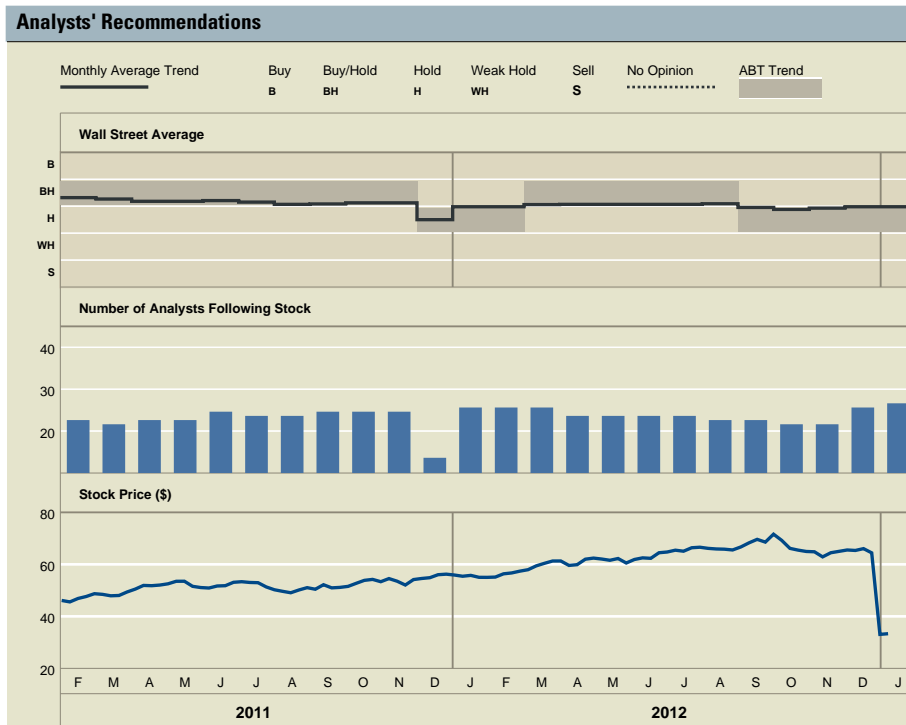 Analysts' Recommendations
Monthly Average Trend Buy Buy/Hold Hold Weak Hold Sell No Opinion ABT Trend
B BH H WH S
Wall Street Average
B
BH
H
WH
S
Number of Analysts Following Stock
40
30
20
Stock Price ($)
80
60
40
20
F M A M J J A S O N D J F M A M J J A S O N D J
2011 2012